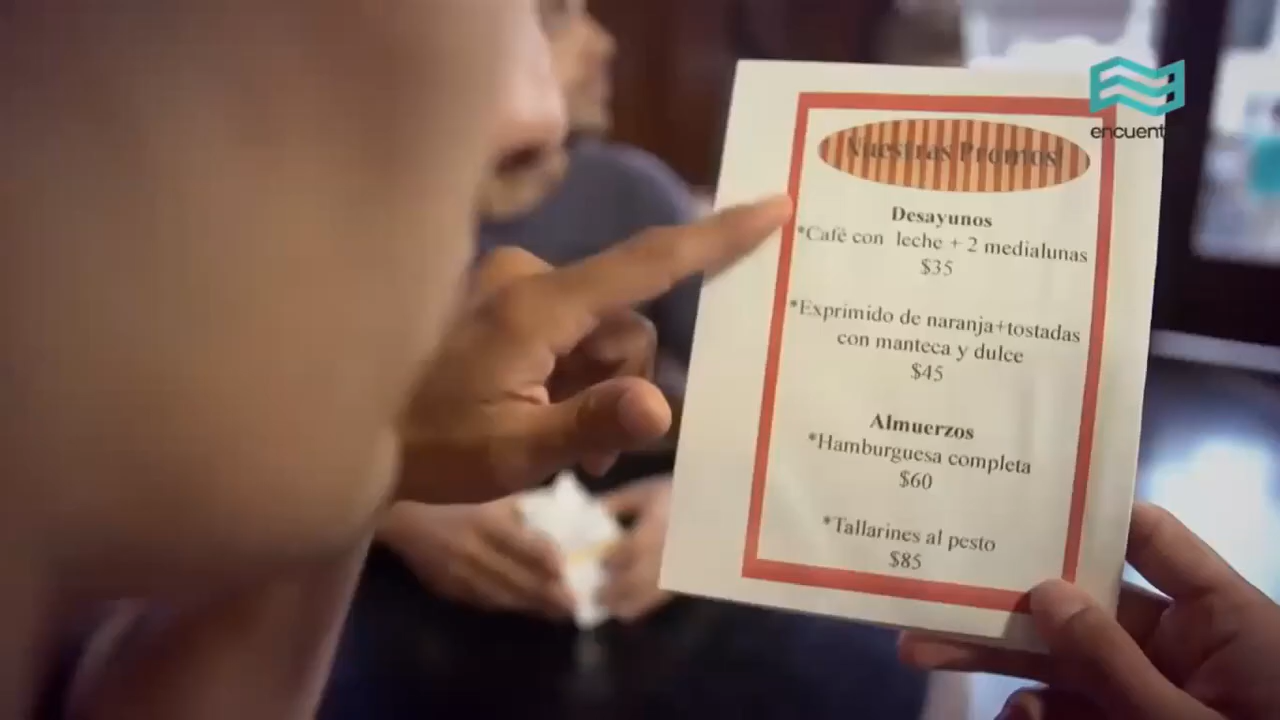 encuent
Nuestras Promos!
Desayunos
*Café con leche + 2 medialunas
$35
*Exprimido de naranja+tostadas
con manteca y dulce
$45
Almuerzos
*Hamburguesa completa
$60
*Tallarines al pesto
$85